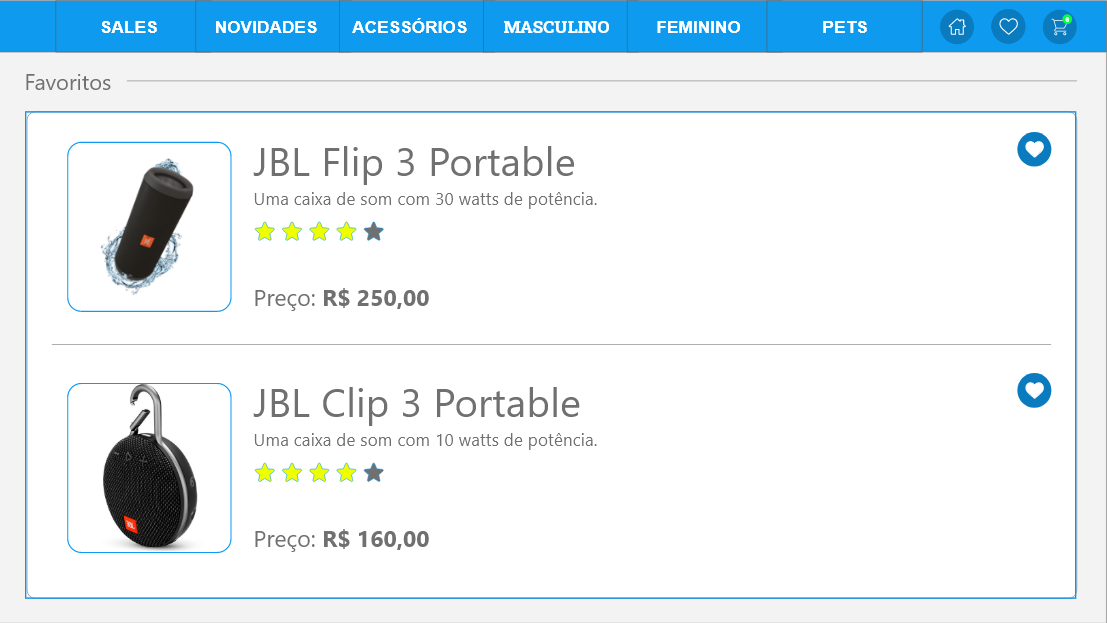 SALES NOVIDADES ACESSÓRIOS MASCULINO FEMININO PETS
Favoritos
JBL Flip 3 Portable
Uma caixa de som com 30 watts de potência.
Preço: R$ 250,00
JBL Clip 3 Portable
Uma caixa de som com 10 watts de potência.
JBL
Preço: R$ 160,00